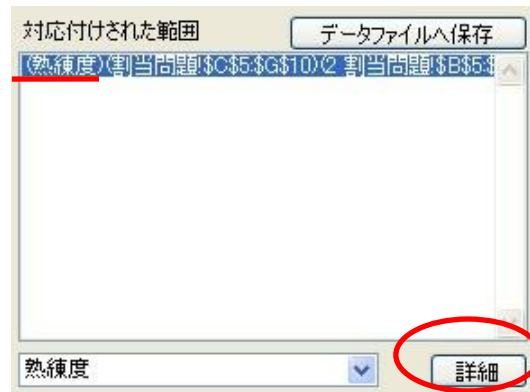 対応付けされた範囲
データファイルへ保存
(熟練度)(割当問題!$C$5:$G$10)(2 割当問題!$B$5:$
熟練度
詳細